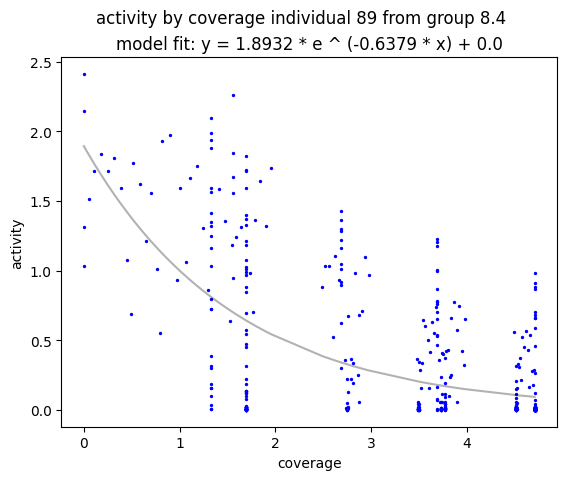 activity by coverage individual 89 from group 8.4
model fit: y = 1.8932 * e ^ (-0.6379 * x) + 0.0
2.5
2.0
1.5
1.0
0.5
0.0
activity
0 1 2 3 4
coverage